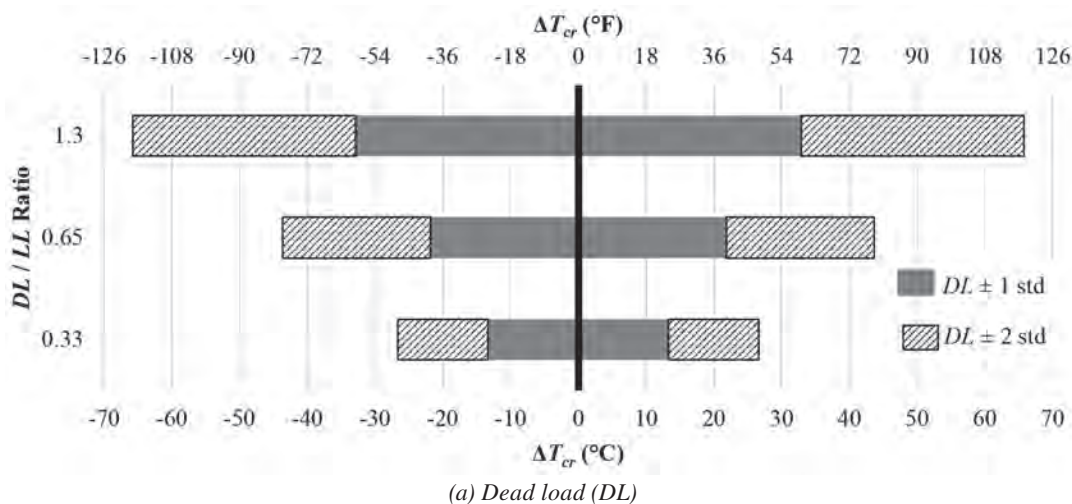 ΔTcr (°F)
-126 -108 -90 -72 -54 -36 -18 0 18 36 54 72 90 108 126
DL / LL Ratio
1.3
0.65
0.33
DL ± 1 std
DL ± 2 std
-70 -60 -50 -40 -30 -20 -10 0 10 20 30 40 50 60 70
ΔTcr (°C)
(a) Dead load (DL)